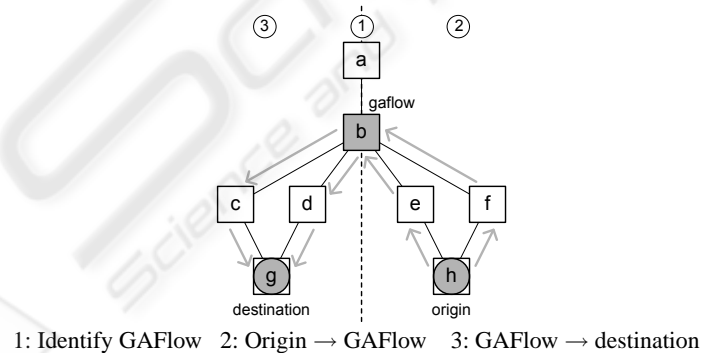 ③ ① ②
a
gaflow
b
c d e f
g h
destination origin
1: Identify GAFlow 2: Origin → GAFlow 3: GAFlow → destination